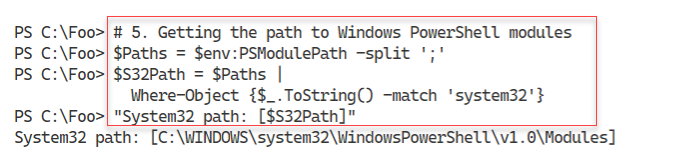 PS C:\Foo> # 5. Getting the path to Windows PowerShell modules
PS C:\Foo> $Paths = $env:PSModulePath -split ';'
PS C:\Foo> $S32Path = $Paths |
Where-Object {$_.ToString() -match 'system32'}
PS C:\Foo> "System32 path: [$S32Path]"
System32 path: [C:\WINDOWS\system32\WindowsPowerShell\v1.0\Modules]